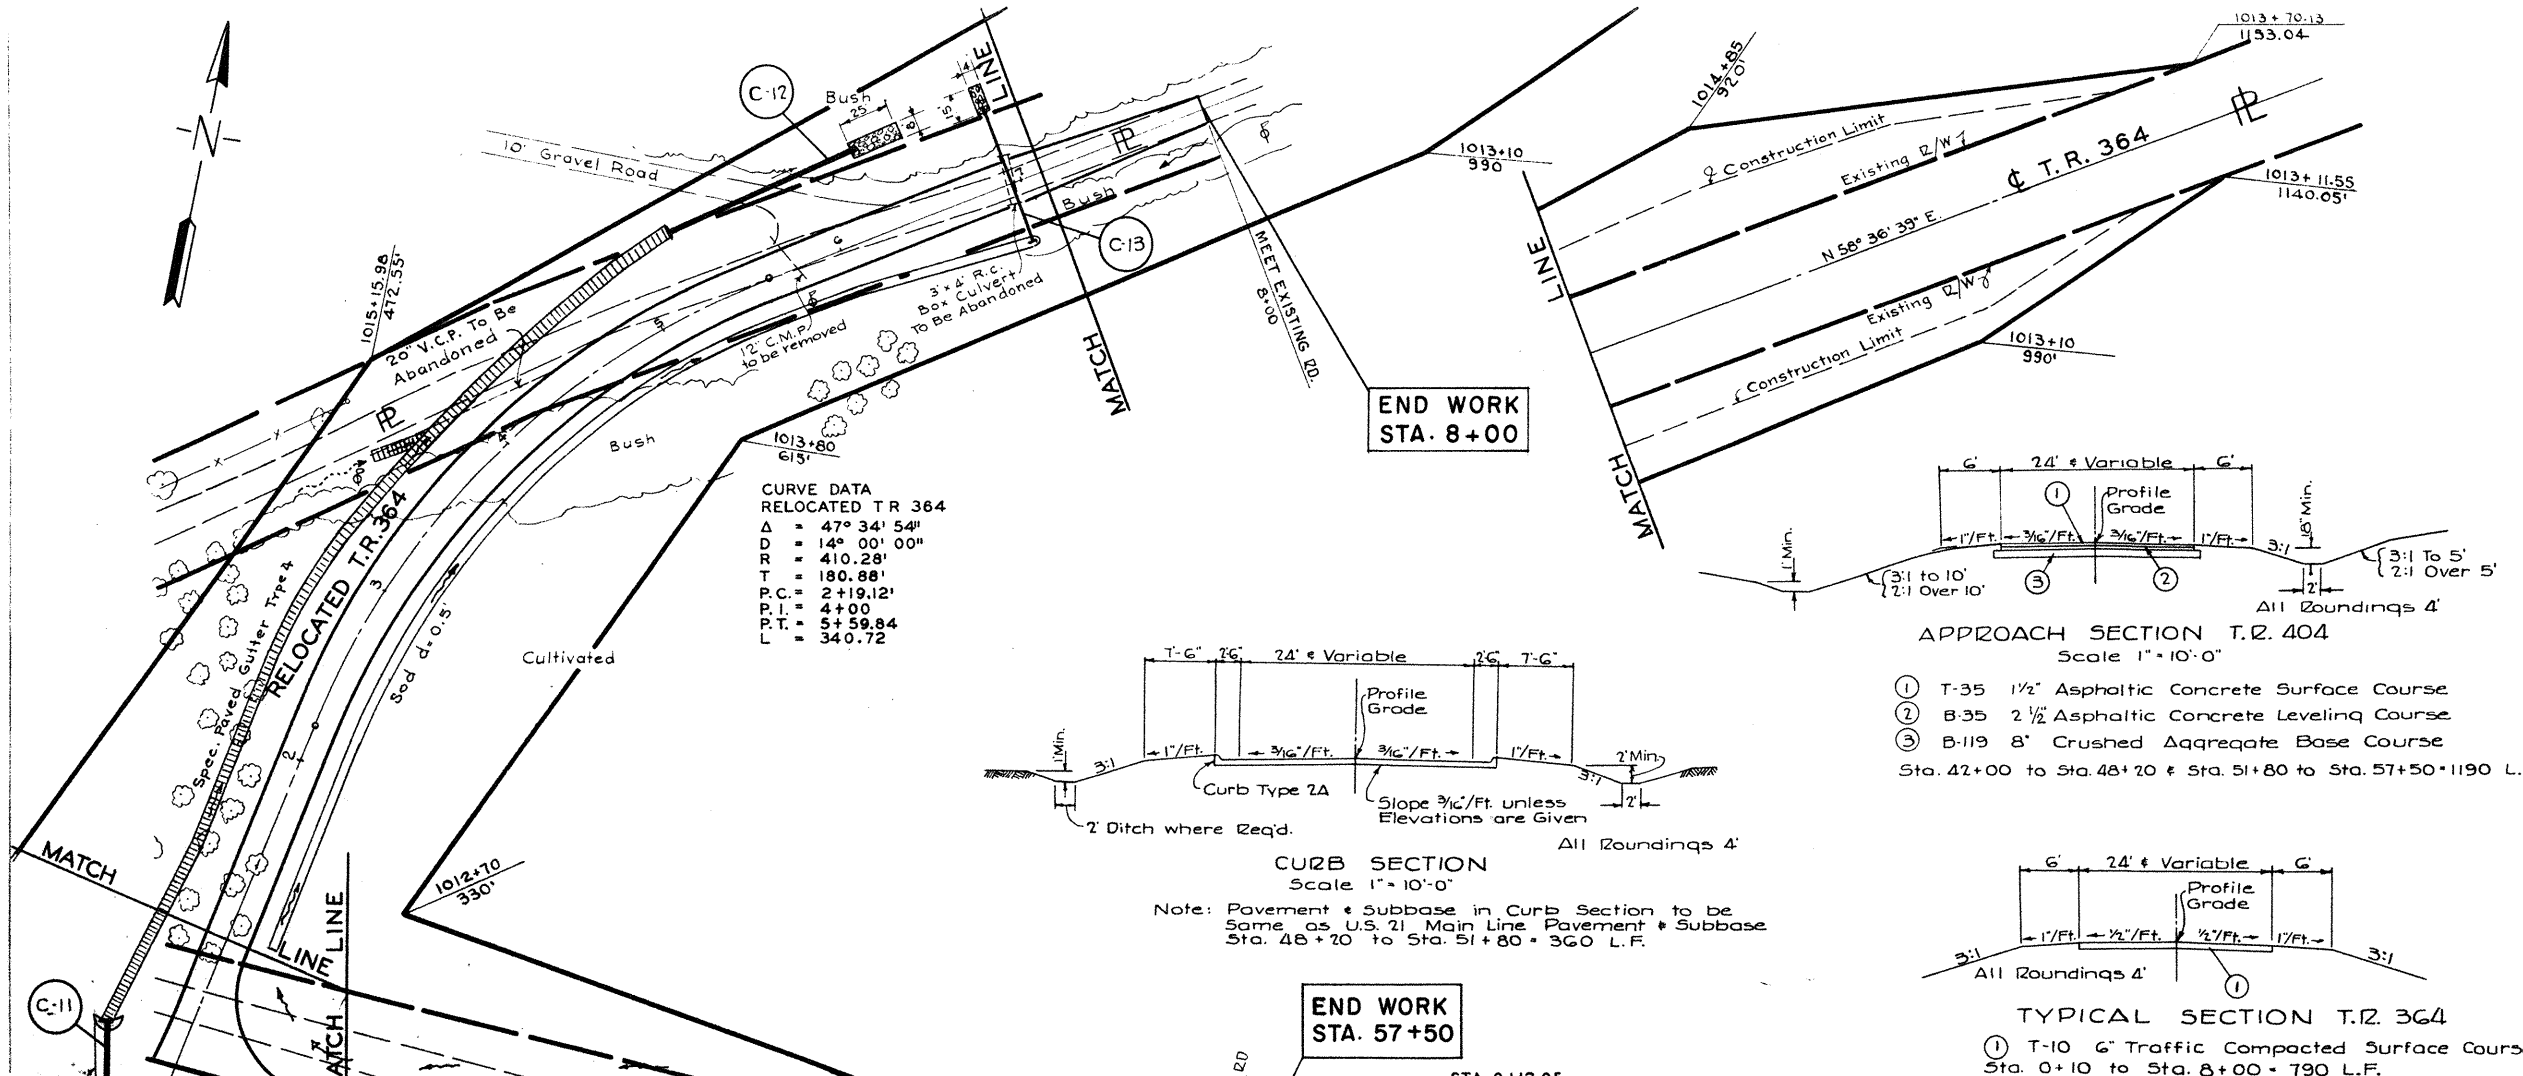 1013 + 70.13
1153.04
1014+85
920'
-N-
C-12
Bush
25'
8'
4'
15'
LINE
10' Gravel Road
1013+10
990
Construction Limit
Existing R/W
℄ T. R. 364
N 58° 36' 39" E.
1013+ 11.55
1140.05'
Bush
C-13
MEET EXISTING RD.
8+00
1015+15.98
472.55'
20" V.C.P. To Be
Abandoned
6
5
4
3
2
12" C.M.P.
to be removed
3' x 4' R.C.
Box Culvert
To Be Abandoned
MATCH
LINE
Existing R/W
Construction Limit
1013+10
990'
MATCH
END WORK
STA. 8+00
Bush
1013+80
615'
CURVE DATA
RELOCATED T R 364
Δ = 47° 34' 54"
D = 14° 00' 00"
R = 410.28'
T = 180.88'
P.C. = 2+19.12'
P.I. = 4+00
P.T. = 5+59.84
L = 340.72
RELOCATED T.R. 364
Spec. Paved Gutter Type 4
Sod d=0.5'
Cultivated
6'
24' & Variable
6'
1
Profile
Grade
18" Min.
1' Min.
1"/Ft.
3/16"/Ft.
3/16"/Ft.
1"/Ft.
3:1
3:1 to 10'
2:1 Over 10'
3
2
2'
3:1 To 5'
2:1 Over 5'
All Roundings 4'
APPROACH SECTION T.R. 404
Scale 1" = 10'-0"
1 T-35 1½" Asphaltic Concrete Surface Course
2 B-35 2½" Asphaltic Concrete Leveling Course
3 B-119 8" Crushed Aggregate Base Course
Sta. 42+00 to Sta. 48+20 & Sta. 51+80 to Sta. 57+50 = 1190 L.
7'-6"
2'6"
24' & Variable
2'6"
7'-6"
Profile
Grade
1' Min.
3:1
1"/Ft.
3/16"/Ft.
3/16"/Ft.
1"/Ft.
2' Min.
3:1
Curb Type 2A
Slope 3/16"/Ft. unless
Elevations are Given
2'
2' Ditch where Req'd.
All Roundings 4'
CURB SECTION
Scale 1" = 10'-0"
Note: Pavement & Subbase in Curb Section to be
Same as U.S. 21 Main Line Pavement & Subbase
Sta. 48+20 to Sta. 51+80 = 360 L.F.
MATCH
LINE
1012+70
330'
C-11
MATCH LINE
END WORK
STA. 57+50
RD
6'
24' & Variable
6'
Profile
Grade
3:1
1"/Ft.
½"/Ft.
½"/Ft.
1"/Ft.
3:1
All Roundings 4'
1
TYPICAL SECTION T.R. 364
1 T-10 6" Traffic Compacted Surface Cours
Sta. 0+10 to Sta. 8+00 = 790 L.F.